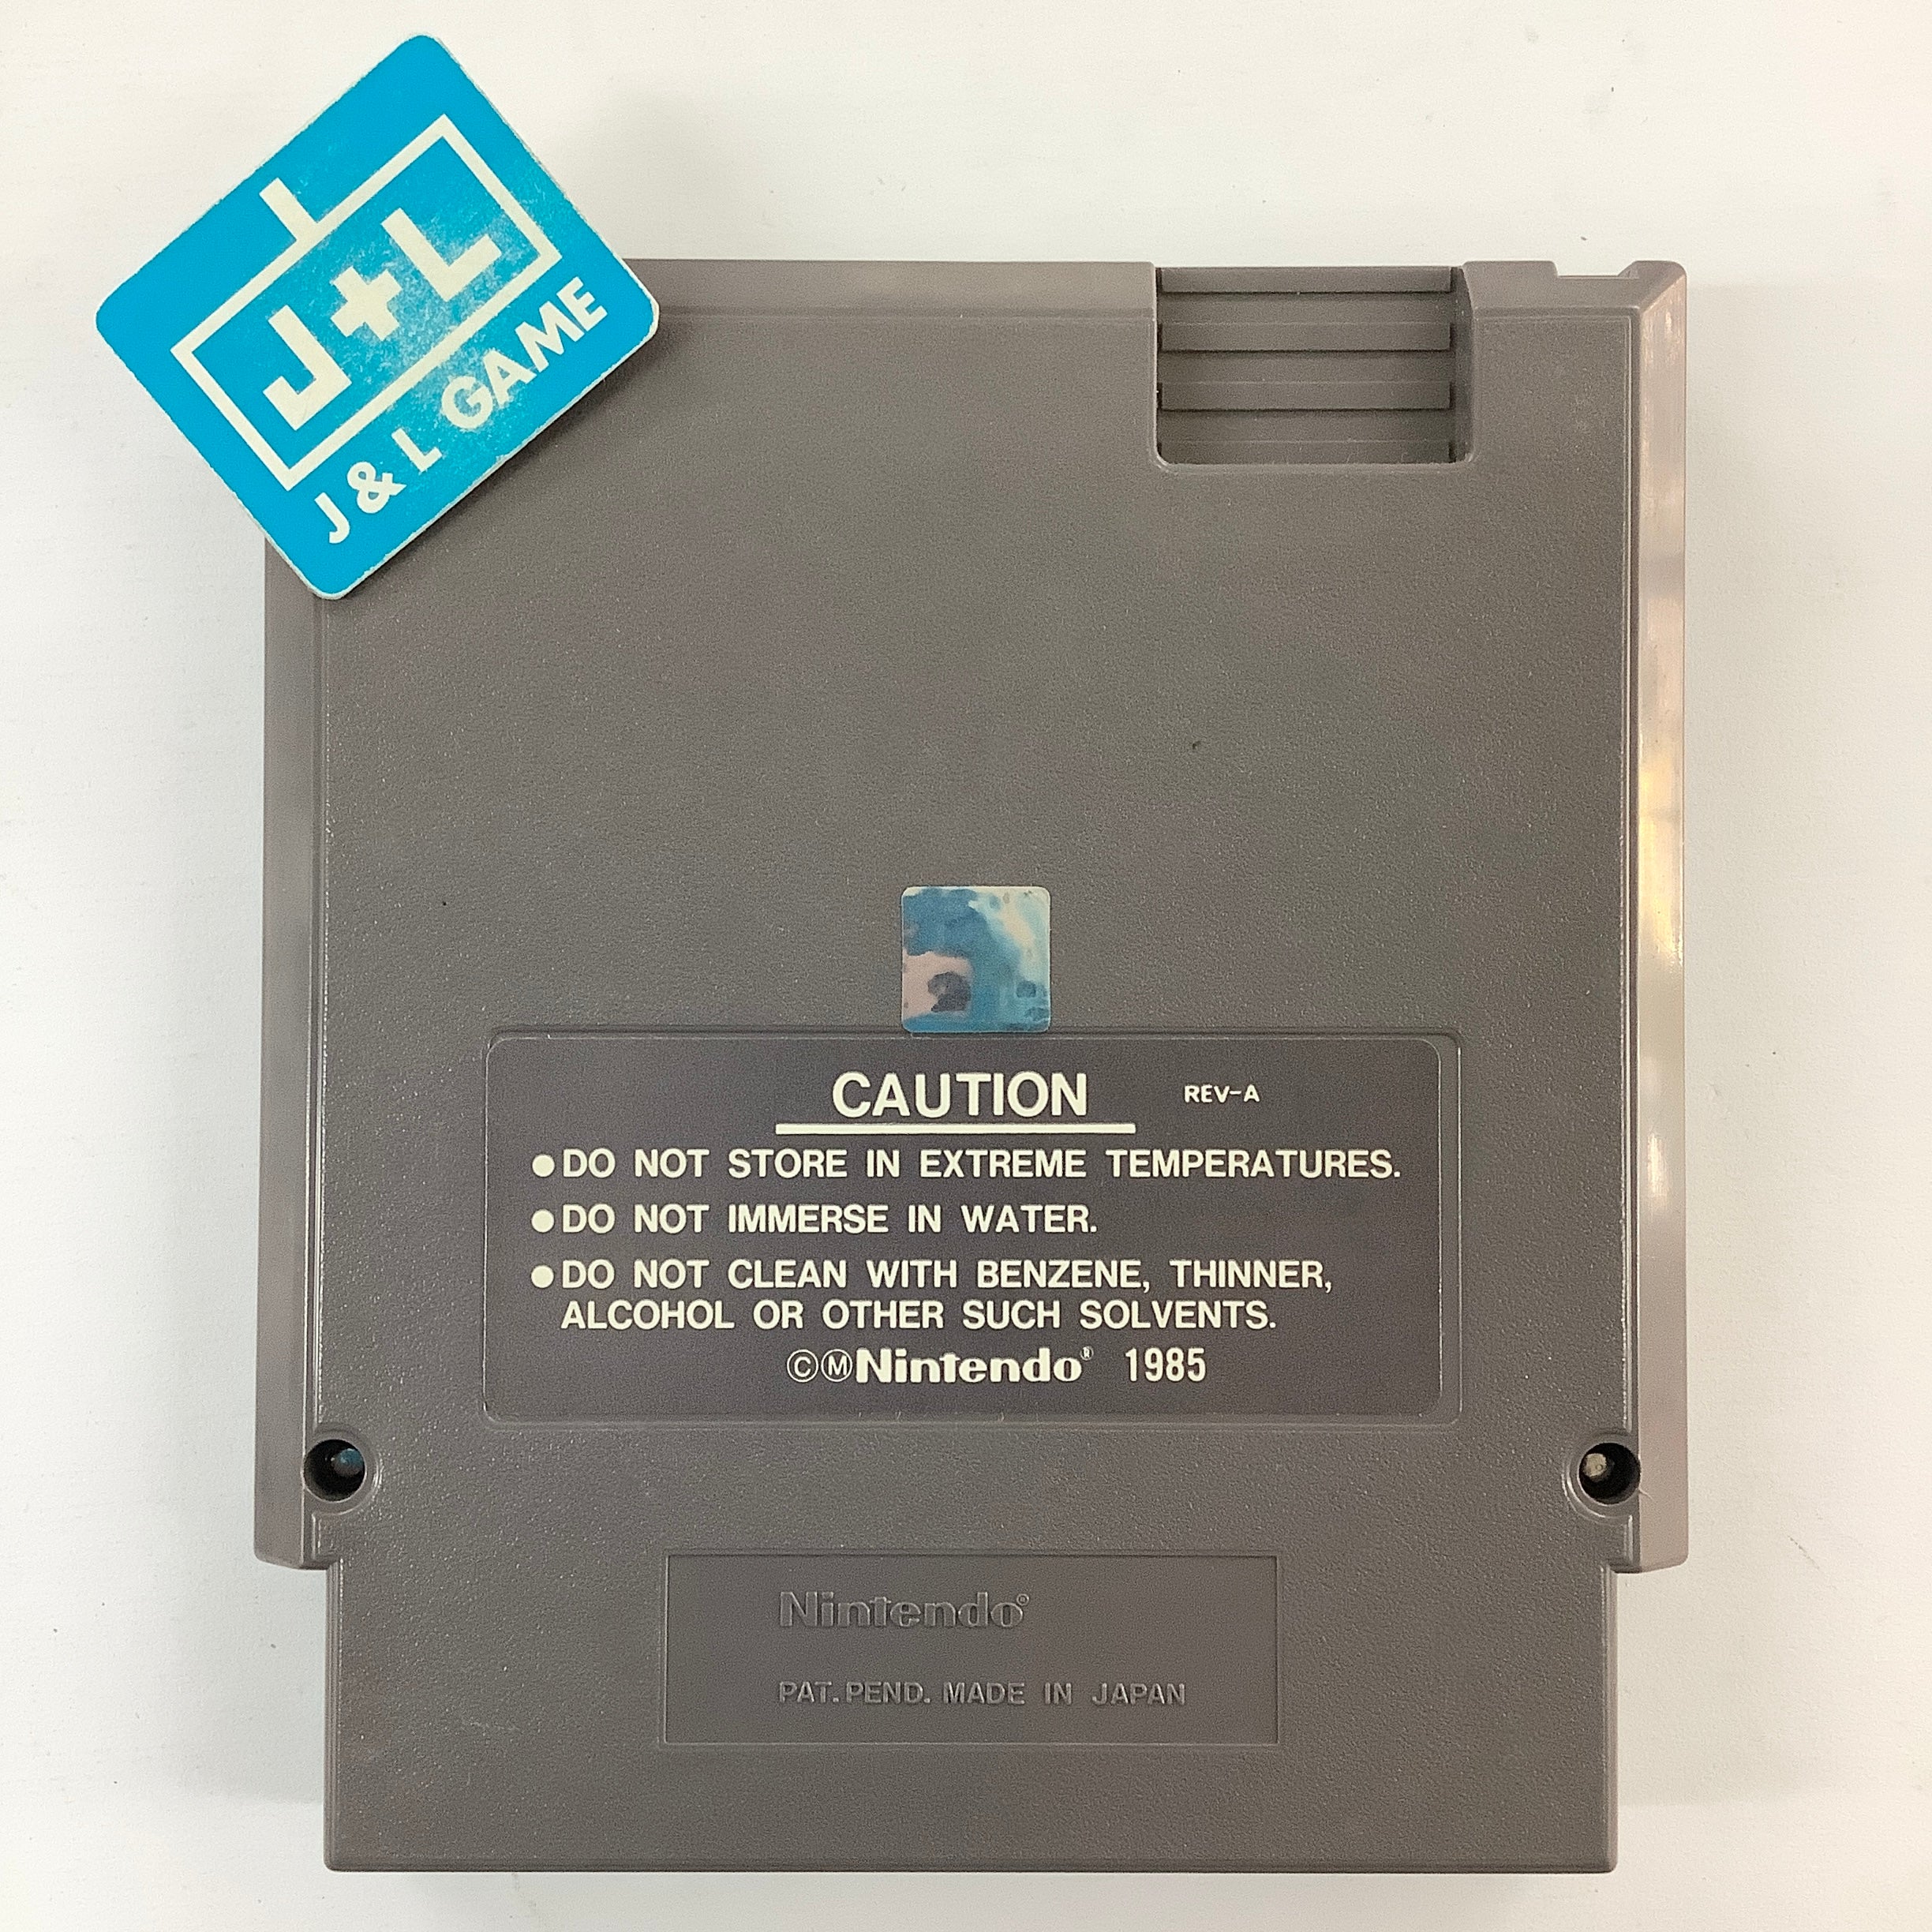 J+L
J & L GAME
CAUTION REV-A
●DO NOT STORE IN EXTREME TEMPERATURES.
●DO NOT IMMERSE IN WATER.
●DO NOT CLEAN WITH BENZENE, THINNER,
ALCOHOL OR OTHER SUCH SOLVENTS.
©ⓂNintendo® 1985
Nintendo®
PAT. PEND. MADE IN JAPAN